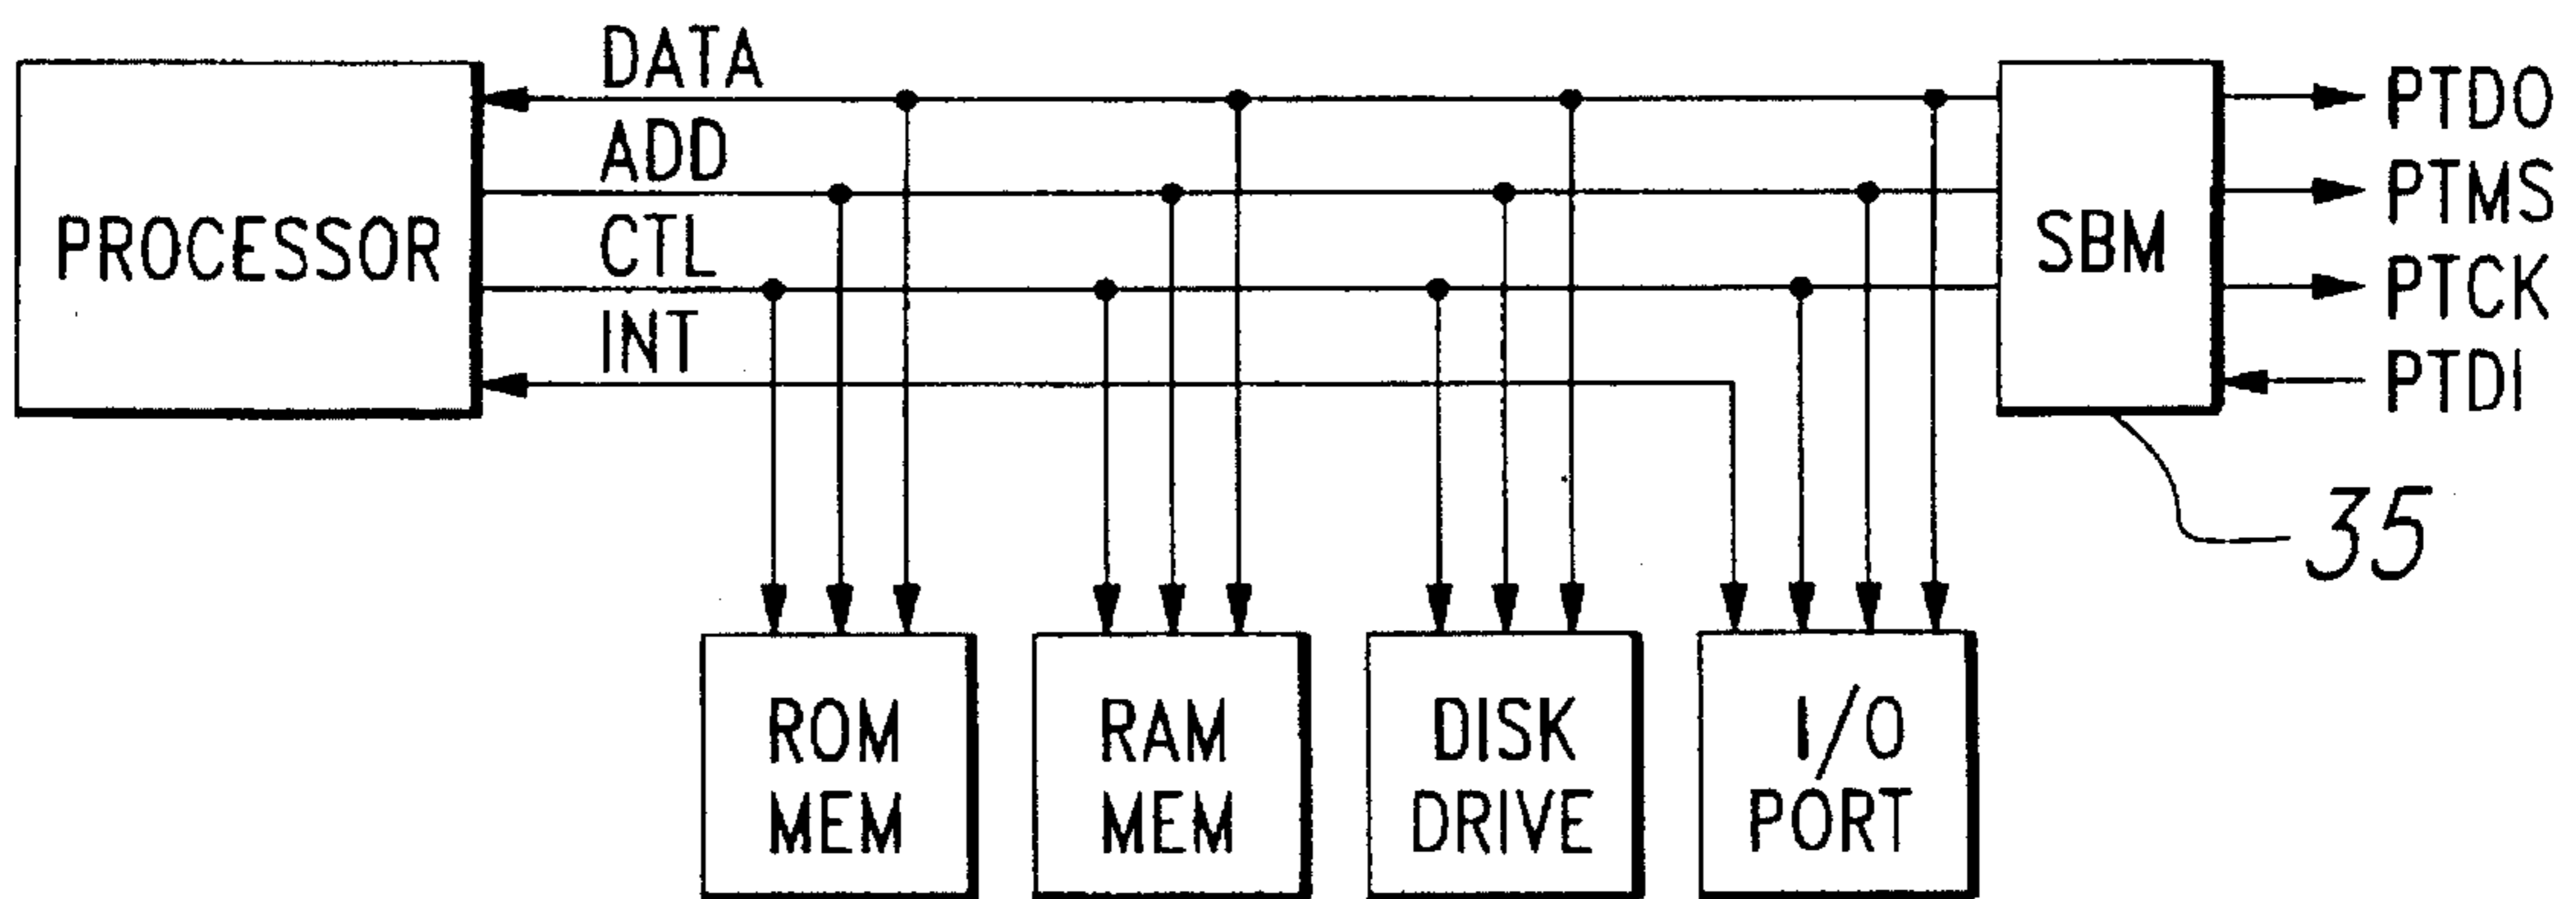 DATA
ADD
CTL
INT
PROCESSOR
SBM
PTDO
PTMS
PTCK
PTDI
35
ROM
MEM
RAM
MEM
DISK
DRIVE
I/O
PORT